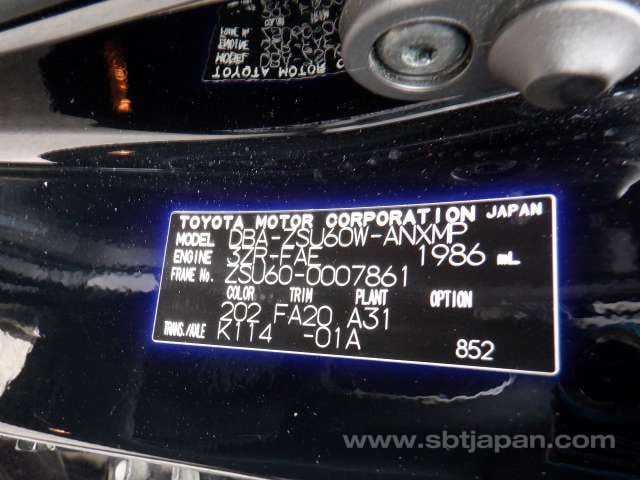 TOYOTA MOTOR CORPORATION JAPAN
MODEL DBA-ZSU60W-ANXMP
ENGINE 3ZR-FAE 1986 mL
FRAME No. ZSU60-0007861
COLOR TRIM PLANT OPTION
202 FA20 A31
TRANS./AXLE K114 -01A
852
www.sbtjapan.com